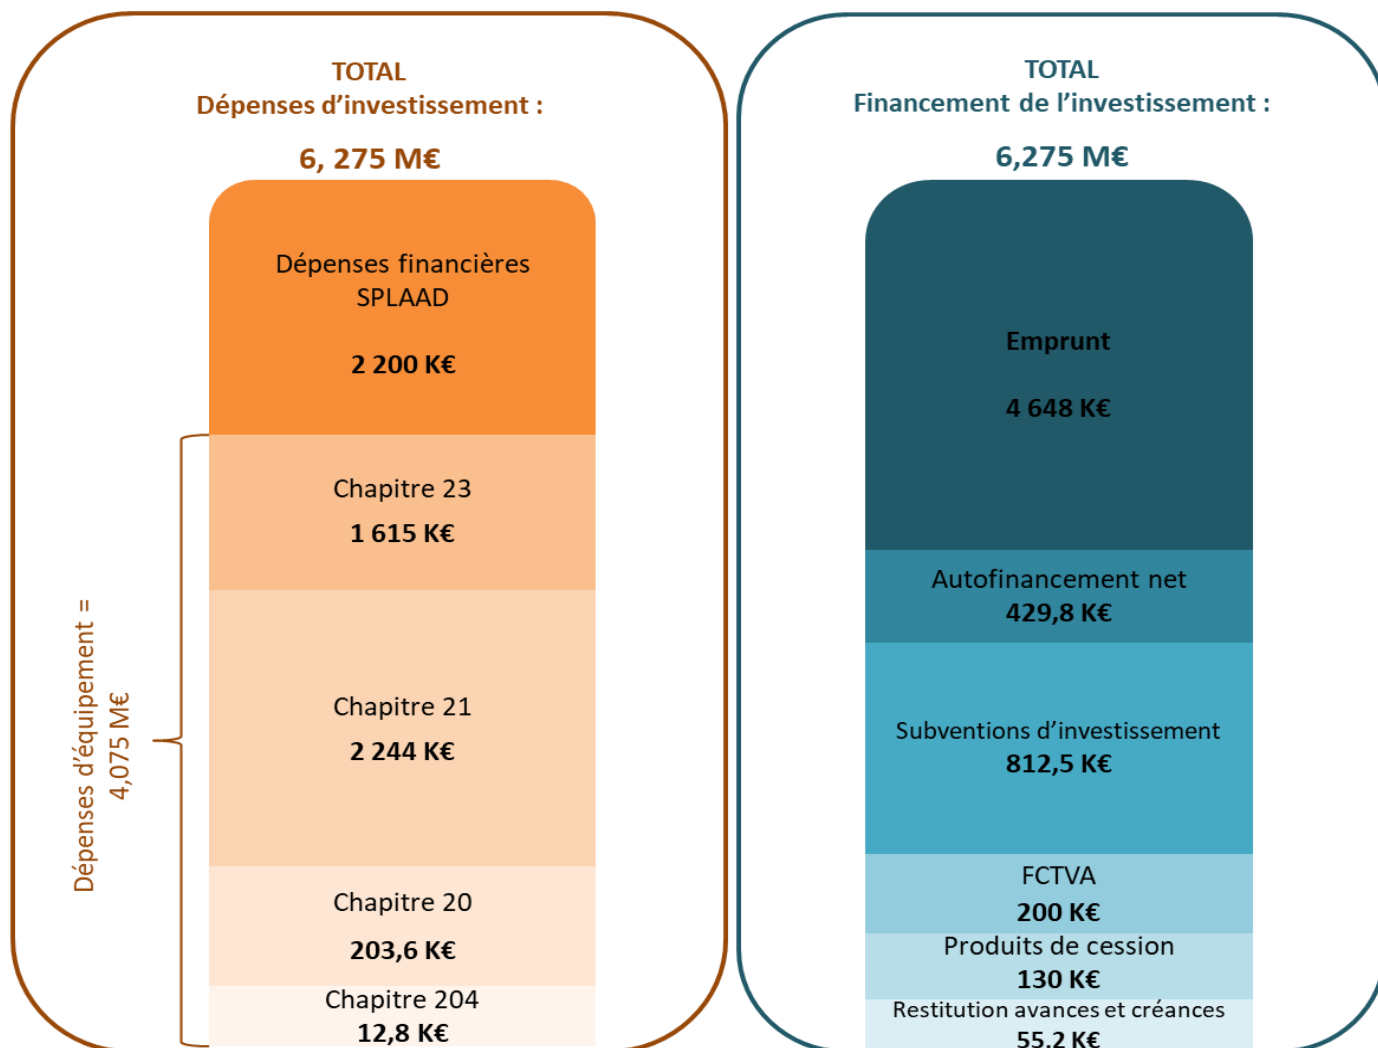 TOTAL
Dépenses d’investissement :
6, 275 M€
Dépenses financières
SPLAAD
2 200 K€
Chapitre 23
1 615 K€
Chapitre 21
2 244 K€
Chapitre 20
203,6 K€
Chapitre 204
12,8 K€
Dépenses d’équipement =
4,075 M€
TOTAL
Financement de l’investissement :
6,275 M€
Emprunt
4 648 K€
Autofinancement net
429,8 K€
Subventions d’investissement
812,5 K€
FCTVA
200 K€
Produits de cession
130 K€
Restitution avances et créances
55,2 K€